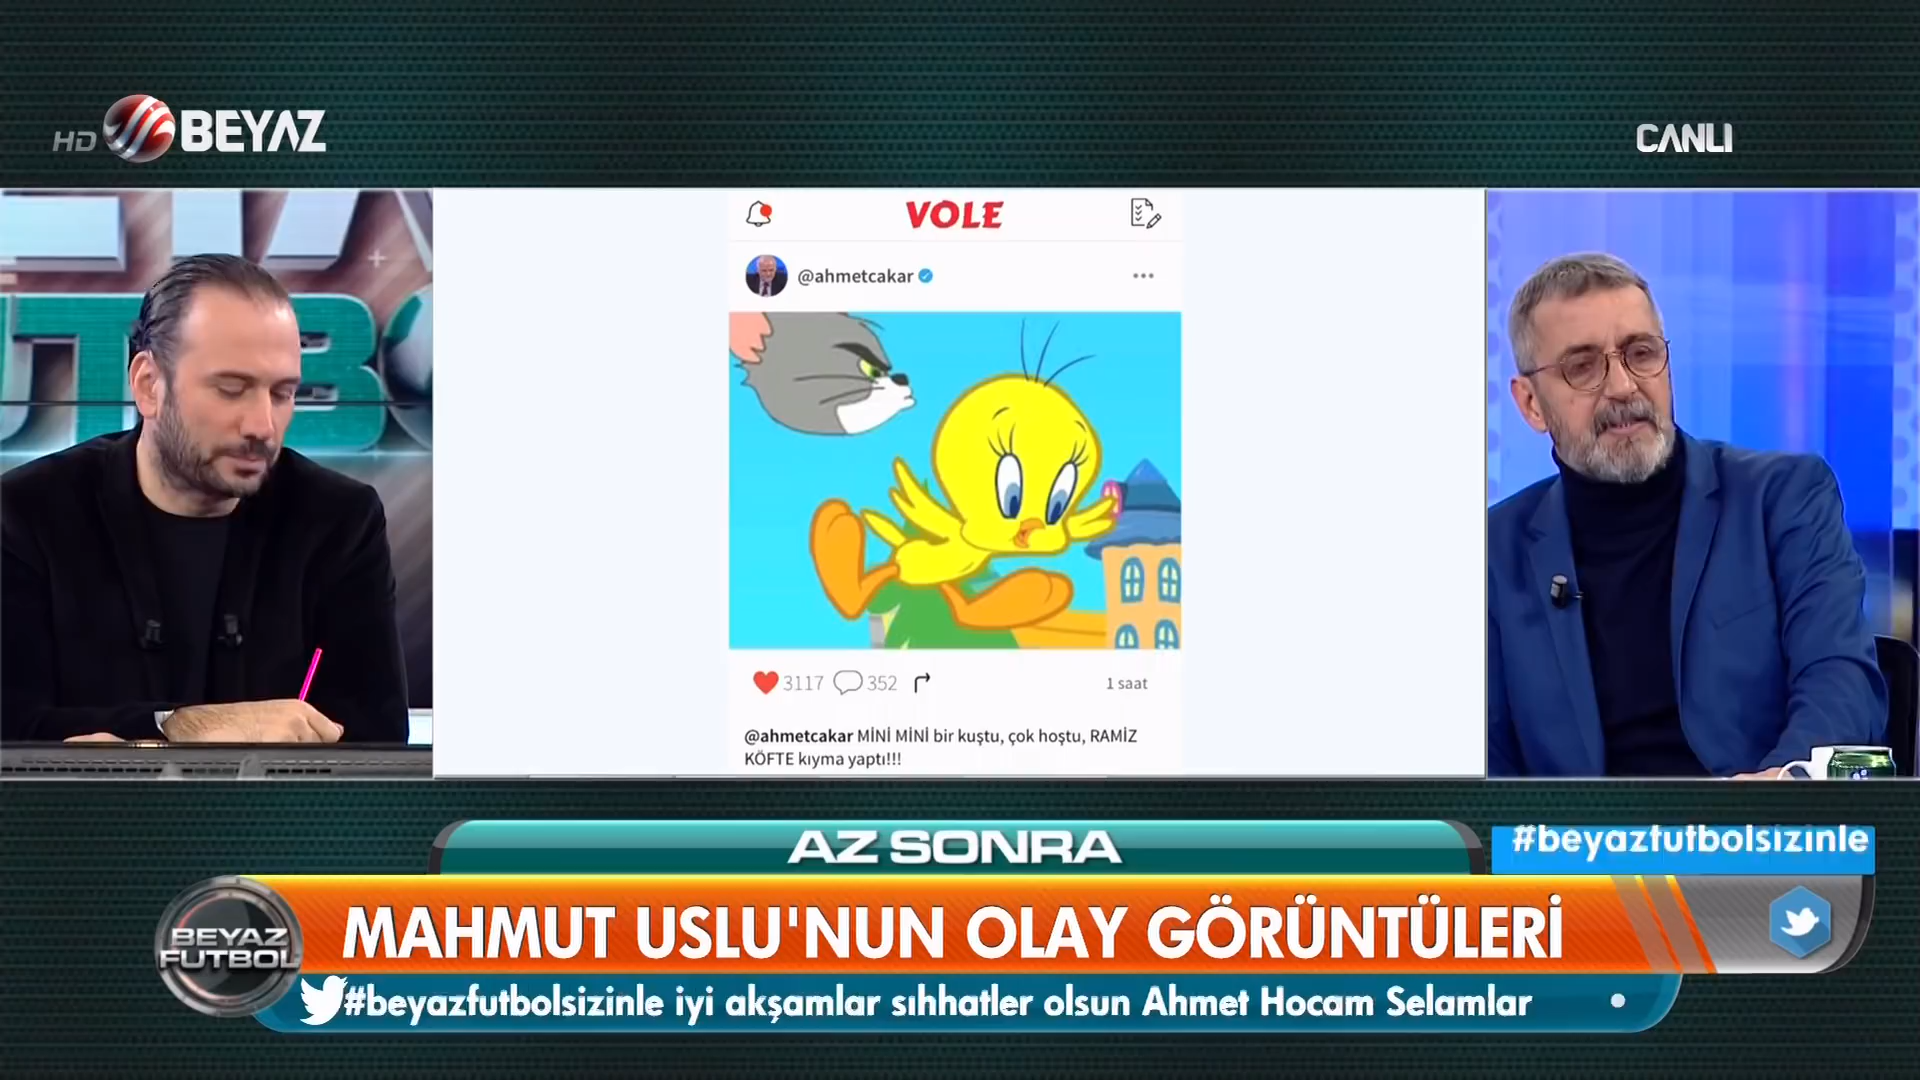 HD BEYAZ
CANLI
VOLE
@ahmetcakar
3117 352
1 saat
@ahmetcakar MİNİ MİNİ bir kuştu, çok hoştu, RAMİZ
KÖFTE kıyma yaptı!!!
AZ SONRA
#beyazfutbolsizinle
BEYAZ
FUTBOL
MAHMUT USLU'NUN OLAY GÖRÜNTÜLERİ
#beyazfutbolsizinle iyi akşamlar sıhhatler olsun Ahmet Hocam Selamlar